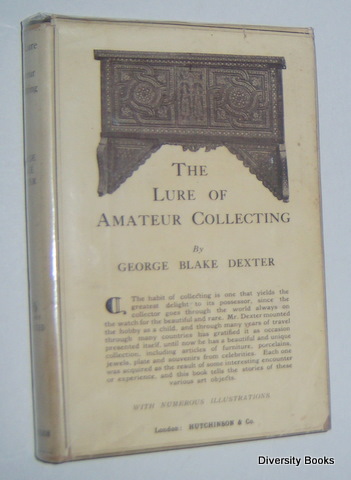 THE
LURE OF
AMATEUR COLLECTING
By
GEORGE BLAKE DEXTER
The habit of collecting is one that yields the
greatest delight to its possessor, since the
collector goes through the world always on
the watch for the beautiful and rare. Mr. Dexter mounted
the hobby as a child, and through many years of travel
through many countries has gratified it as occasion
presented itself, until now he has a beautiful and unique
collection, including articles of furniture, porcelains,
jewels, plate and souvenirs from celebrities. Each one
was acquired as the result of some interesting encounter
or experience, and this book tells the stories of these
various art objects.
WITH NUMEROUS ILLUSTRATIONS
London: HUTCHINSON & Co.
Diversity Books